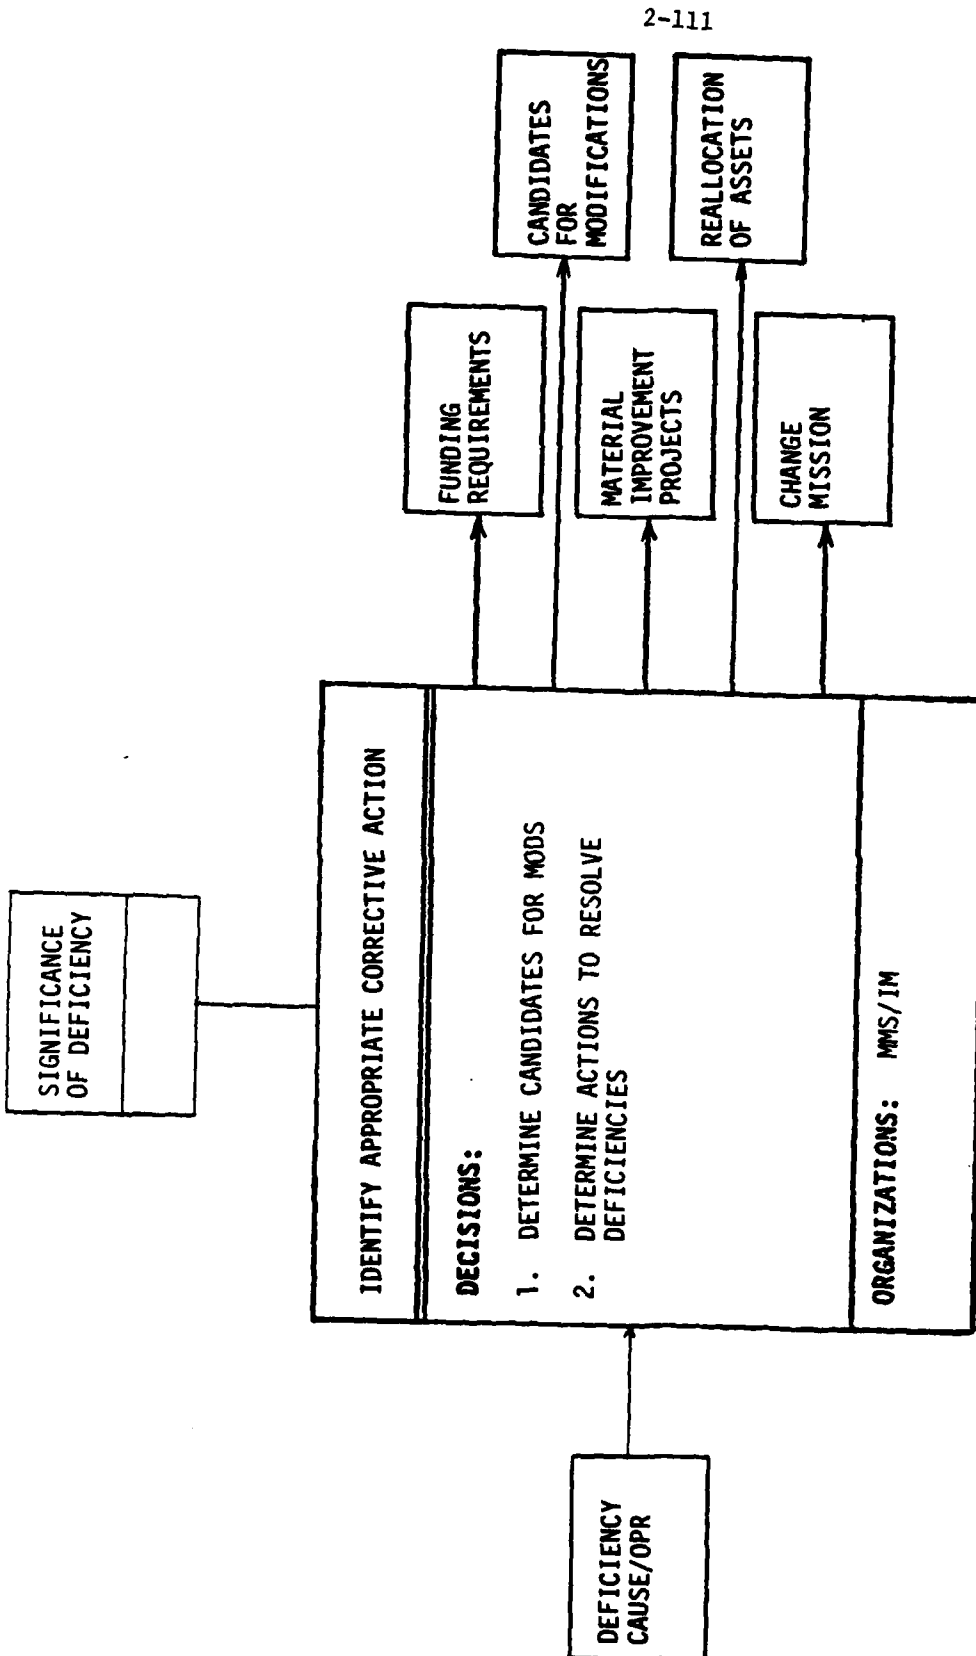 2-111
SIGNIFICANCE
OF DEFICIENCY
IDENTIFY APPROPRIATE CORRECTIVE ACTION
DECISIONS:
1. DETERMINE CANDIDATES FOR MODS
2. DETERMINE ACTIONS TO RESOLVE
DEFICIENCIES
ORGANIZATIONS: MMS/IM
DEFICIENCY
CAUSE/OPR
FUNDING
REQUIREMENTS
CANDIDATES
FOR
MODIFICATIONS
MATERIAL
IMPROVEMENT
PROJECTS
REALLOCATION
OF ASSETS
CHANGE
MISSION